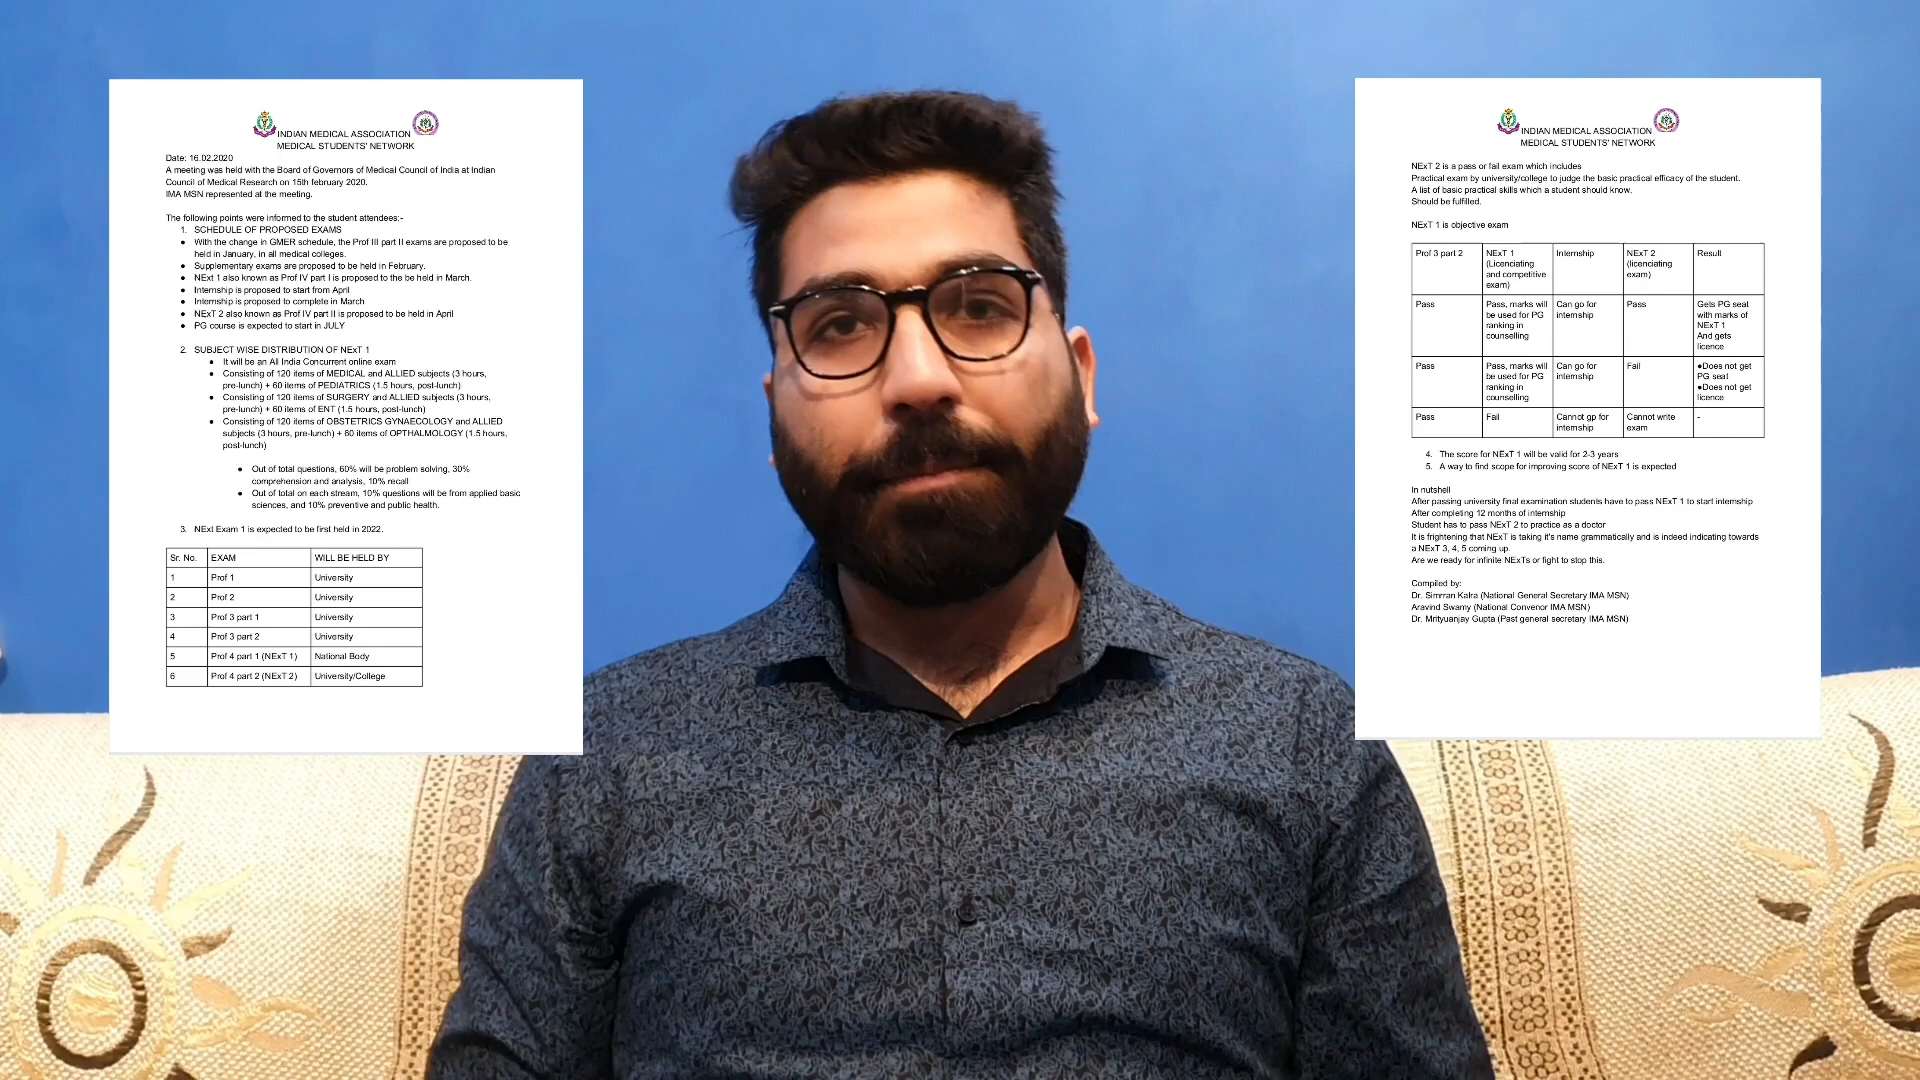 INDIAN MEDICAL ASSOCIATION
MEDICAL STUDENTS' NETWORK
Date: 16.02.2020
A meeting was held with the Board of Governors of Medical Council of India at Indian
Council of Medical Research on 15th february 2020.
IMA MSN represented at the meeting.
The following points were informed to the student attendees:-
1. SCHEDULE OF PROPOSED EXAMS
● With the change in GMER schedule, the Prof III part II exams are proposed to be
held in January, in all medical colleges.
● Supplementary exams are proposed to be held in February.
● NExt 1 also known as Prof IV part I is proposed to the be held in March.
● Internship is proposed to start from April
● Internship is proposed to complete in March
● NExT 2 also known as Prof IV part II is proposed to be held in April
● PG course is expected to start in JULY
2. SUBJECT WISE DISTRIBUTION OF NExT 1
● It will be an All India Concurrent online exam
● Consisting of 120 items of MEDICAL and ALLIED subjects (3 hours,
pre-lunch) + 60 items of PEDIATRICS (1.5 hours, post-lunch)
● Consisting of 120 items of SURGERY and ALLIED subjects (3 hours,
pre-lunch) + 60 items of ENT (1.5 hours, post-lunch)
● Consisting of 120 items of OBSTETRICS GYNAECOLOGY and ALLIED
subjects (3 hours, pre-lunch) + 60 items of OPTHALMOLOGY (1.5 hours,
post-lunch)
● Out of total questions, 60% will be problem solving, 30%
comprehension and analysis, 10% recall
● Out of total on each stream, 10% questions will be from applied basic
sciences, and 10% preventive and public health.
3. NExt Exam 1 is expected to be first held in 2022.
Sr. No. EXAM WILL BE HELD BY
1 Prof 1 University
2 Prof 2 University
3 Prof 3 part 1 University
4 Prof 3 part 2 University
5 Prof 4 part 1 (NExT 1) National Body
6 Prof 4 part 2 (NExT 2) University/College
INDIAN MEDICAL ASSOCIATION
MEDICAL STUDENTS' NETWORK
NExT 2 is a pass or fail exam which includes
Practical exam by university/college to judge the basic practical efficacy of the student.
A list of basic practical skills which a student should know,
Should be fulfilled.
NExT 1 is objective exam
Prof 3 part 2
NExT 1
(Licenciating
and competitive
exam)
Internship
NExT 2
(licenciating
exam)
Result
Pass
Pass, marks will
be used for PG
ranking in
counselling
Can go for
internship
Pass
Gets PG seat
with marks of
NExT 1
And gets
licence
Pass
Pass, marks will
be used for PG
ranking in
counselling
Can go for
internship
Fail
●Does not get
PG seat
●Does not get
licence
Pass
Fail
Cannot gp for
internship
Cannot write
exam
-
4. The score for NExT 1 will be valid for 2-3 years
5. A way to find scope for improving score of NExT 1 is expected
In nutshell
After passing university final examination students have to pass NExT 1 to start internship
After completing 12 months of internship
Student has to pass NExT 2 to practice as a doctor
It is frightening that NExT is taking it's name grammatically and is indeed indicating towards
a NExT 3, 4, 5 coming up.
Are we ready for infinite NExTs or fight to stop this.
Compiled by:
Dr. Simrran Kalra (National General Secretary IMA MSN)
Aravind Swamy (National Convenor IMA MSN)
Dr. Mrityuanjay Gupta (Past general secretary IMA MSN)